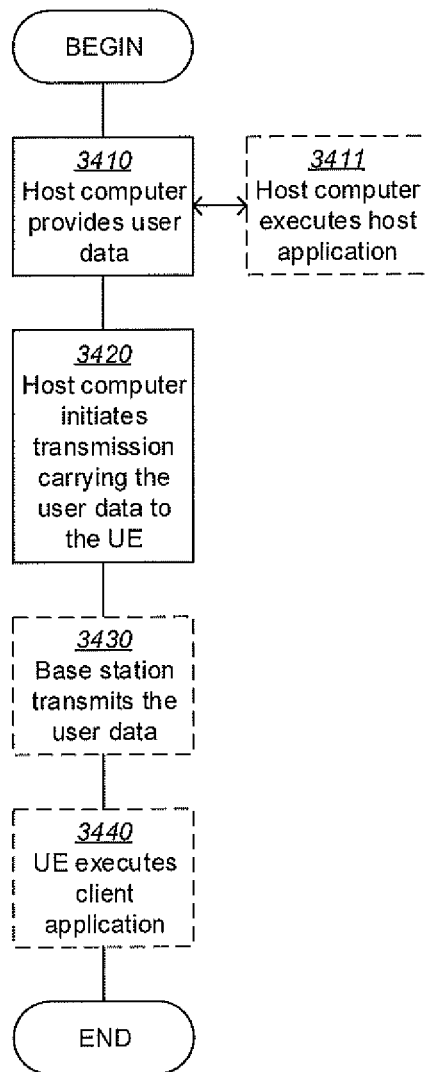 BEGIN
3410
Host computer
provides user
data
3411
Host computer
executes host
application
3420
Host computer
initiates
transmission
carrying the
user data to
the UE
3430
Base station
transmits the
user data
3440
UE executes
client
application
END